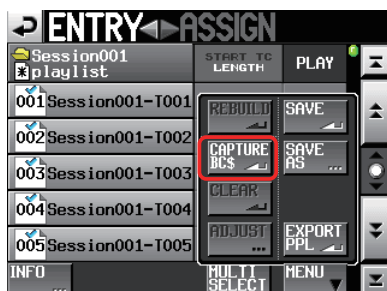 ENTRY ASSIGN
Session001
playlist
START TC
LENGTH
PLAY
001 Session001-T001
002 Session001-T002
003 Session001-T003
004 Session001-T004
005 Session001-T005
REBUILD
SAVE
CAPTURE
BC$
SAVE
AS ...
CLEAR
ADJUST
...
EXPORT
PPL
INFO
...
MULTI
SELECT
MENU